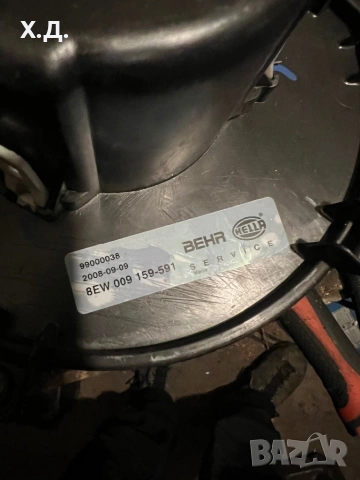 Х.Д.
99000038
2008-09-09
8EW 009 159-591
BEHR
HELLA
SERVICE
BAZAR